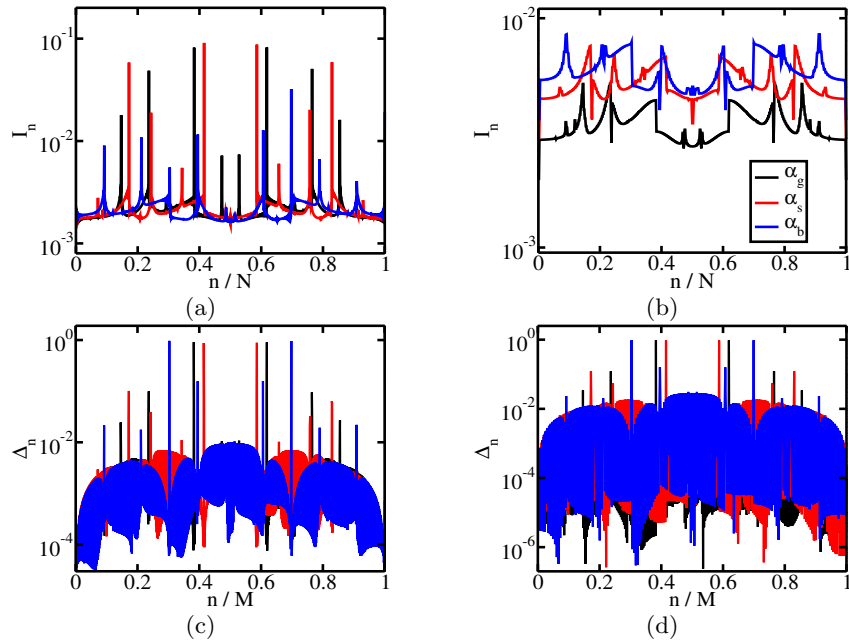 10^{-1}
10^{-2}
10^{-3}
I_n
0 0.2 0.4 0.6 0.8 1
n / N
(a)
10^{-2}
10^{-3}
I_n
α_g
α_s
α_b
0 0.2 0.4 0.6 0.8 1
n / N
(b)
10^0
10^{-2}
10^{-4}
Δ_n
0 0.2 0.4 0.6 0.8 1
n / M
(c)
10^0
10^{-2}
10^{-4}
10^{-6}
Δ_n
0 0.2 0.4 0.6 0.8 1
n / M
(d)